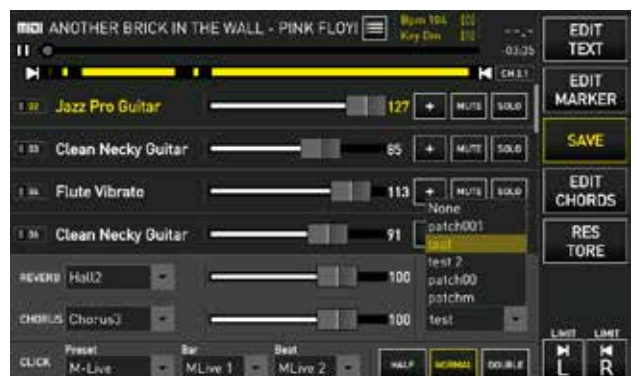 MIDI ANOTHER BRICK IN THE WALL - PINK FLOYI
Bpm 104
Key Dm
-03:35
CH 2.1
Jazz Pro Guitar 127 + MUTE SOLO
Clean Necky Guitar 85 + MUTE SOLO
Flute Vibrato 113 + MUTE SOLO
Clean Necky Guitar 91
None
patch001
test
test 2
patch00
patchm
REVERB Hall2 100
CHORUS Chorus3 100 test
CLICK
Preset
M-Live
Bar
MLive 1
Beat
MLive 2
HALF NORMAL DOUBLE
EDIT
TEXT
EDIT
MARKER
SAVE
EDIT
CHORDS
RES
TORE
LIMIT LIMIT
L R